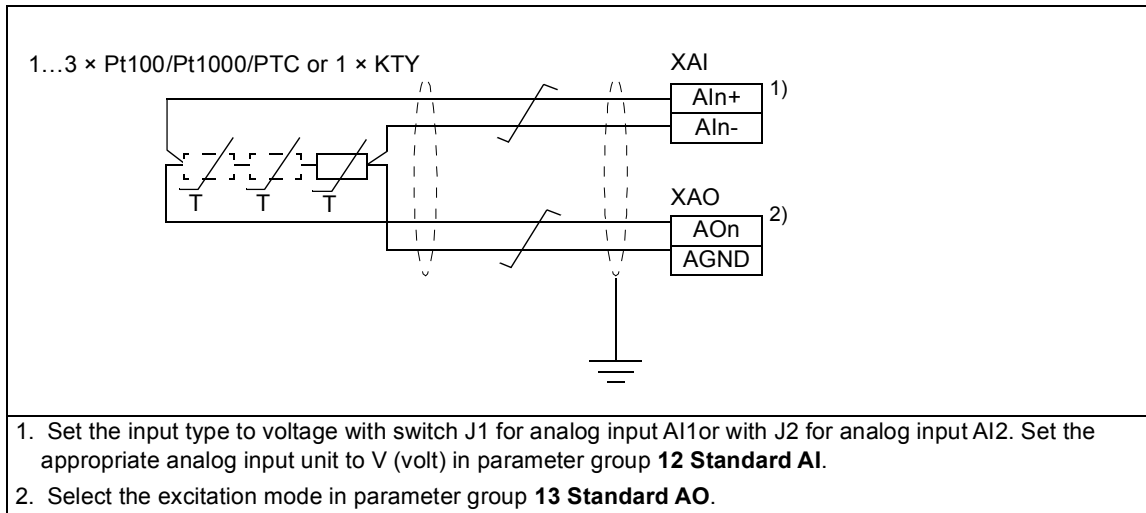 1…3 × Pt100/Pt1000/PTC or 1 × KTY
XAI
AIn+ 1)
AIn-
T T T
XAO
AOn 2)
AGND
1. Set the input type to voltage with switch J1 for analog input AI1or with J2 for analog input AI2. Set the
appropriate analog input unit to V (volt) in parameter group 12 Standard AI.
2. Select the excitation mode in parameter group 13 Standard AO.